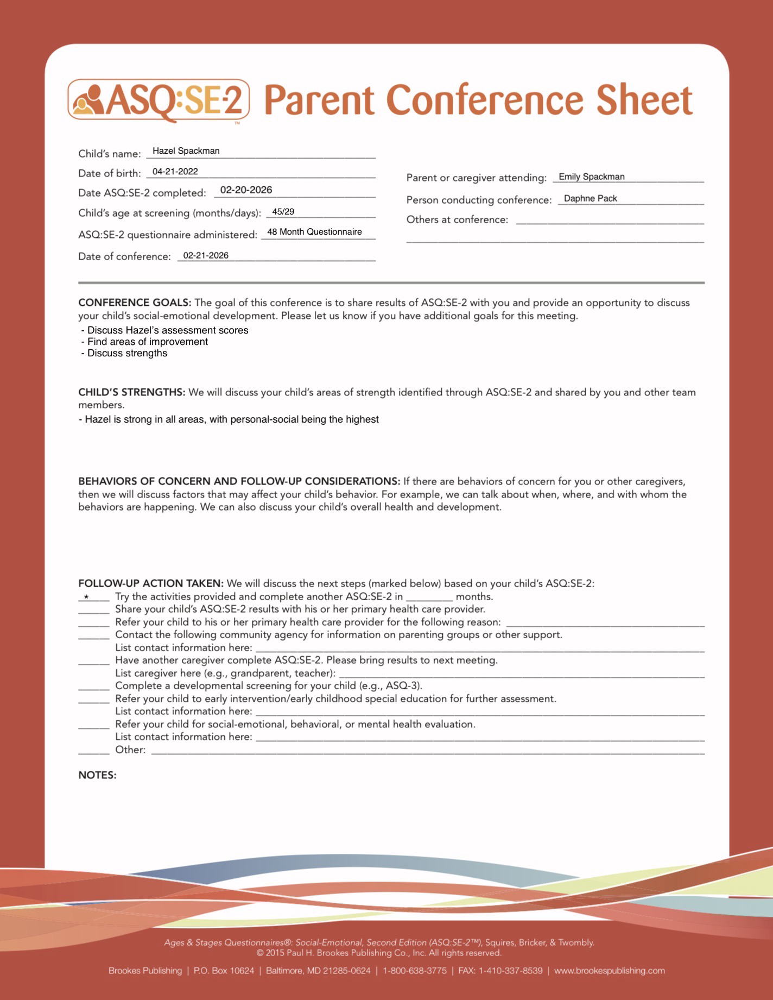 ASQ:SE-2™ Parent Conference Sheet
Child's name: Hazel Spackman
Date of birth: 04-21-2022
Date ASQ:SE-2 completed: 02-20-2026
Child's age at screening (months/days): 45/29
ASQ:SE-2 questionnaire administered: 48 Month Questionnaire
Date of conference: 02-21-2026
Parent or caregiver attending: Emily Spackman
Person conducting conference: Daphne Pack
Others at conference:
CONFERENCE GOALS: The goal of this conference is to share results of ASQ:SE-2 with you and provide an opportunity to discuss
your child's social-emotional development. Please let us know if you have additional goals for this meeting.
- Discuss Hazel's assessment scores
- Find areas of improvement
- Discuss strengths
CHILD'S STRENGTHS: We will discuss your child's areas of strength identified through ASQ:SE-2 and shared by you and other team
members.
- Hazel is strong in all areas, with personal-social being the highest
BEHAVIORS OF CONCERN AND FOLLOW-UP CONSIDERATIONS: If there are behaviors of concern for you or other caregivers,
then we will discuss factors that may affect your child's behavior. For example, we can talk about when, where, and with whom the
behaviors are happening. We can also discuss your child's overall health and development.
FOLLOW-UP ACTION TAKEN: We will discuss the next steps (marked below) based on your child's ASQ:SE-2:
* Try the activities provided and complete another ASQ:SE-2 in ________ months.
Share your child's ASQ:SE-2 results with his or her primary health care provider.
Refer your child to his or her primary health care provider for the following reason:
Contact the following community agency for information on parenting groups or other support.
List contact information here:
Have another caregiver complete ASQ:SE-2. Please bring results to next meeting.
List caregiver here (e.g., grandparent, teacher):
Complete a developmental screening for your child (e.g., ASQ-3).
Refer your child to early intervention/early childhood special education for further assessment.
List contact information here:
Refer your child for social-emotional, behavioral, or mental health evaluation.
List contact information here:
Other:
NOTES:
Ages & Stages Questionnaires®: Social-Emotional, Second Edition (ASQ:SE-2™), Squires, Bricker, & Twombly.
© 2015 Paul H. Brookes Publishing Co., Inc. All rights reserved.
Brookes Publishing | P.O. Box 10624 | Baltimore, MD 21285-0624 | 1-800-638-3775 | FAX: 1-410-337-8539 | www.brookespublishing.com